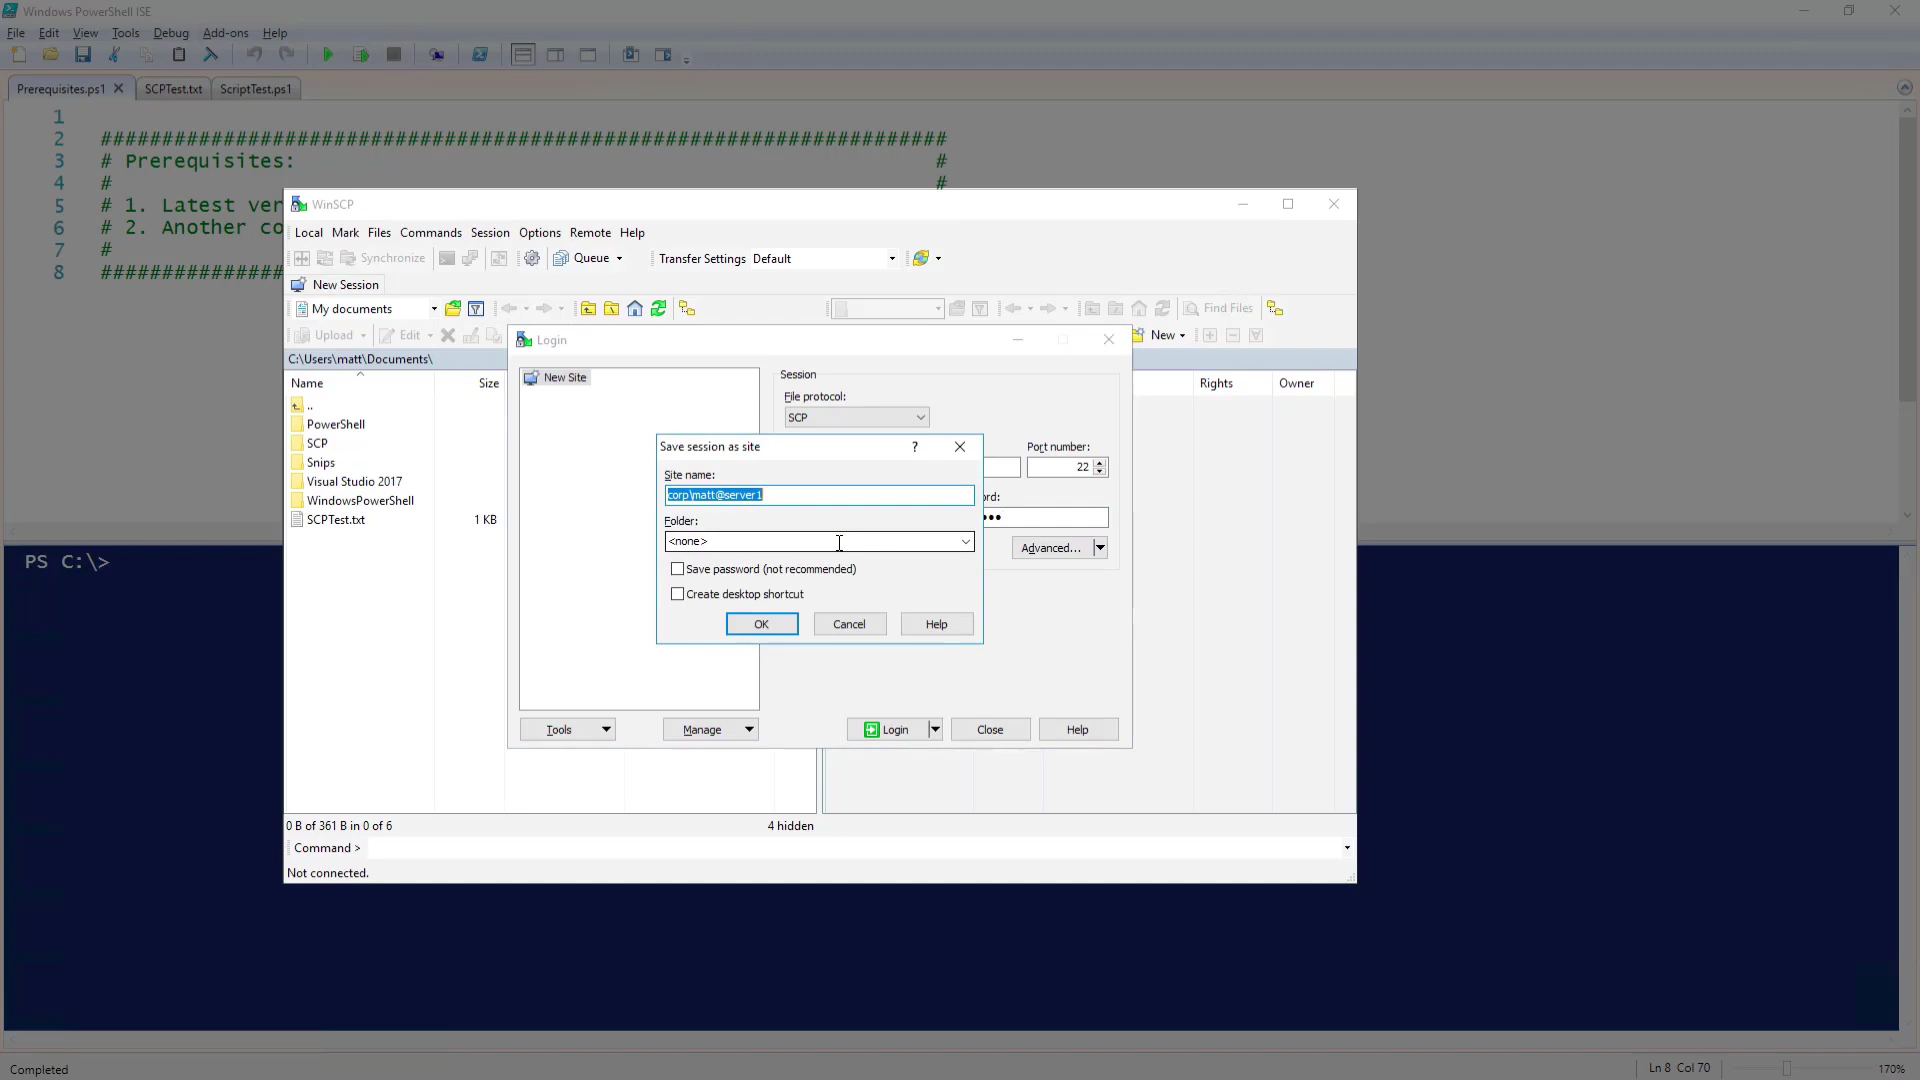 Windows PowerShell ISE
File Edit View Tools Debug Add-ons Help
Prerequisites.ps1 SCPTest.txt ScriptTest.ps1
1
2 #####################################################################
3 # Prerequisites: #
4 # #
5 # 1. Latest ver
6 # 2. Another co
7 #
8 ###############
WinSCP
Local Mark Files Commands Session Options Remote Help
Synchronize Queue Transfer Settings Default
New Session
My documents Find Files
Upload Edit New
C:\Users\matt\Documents\
Name Size Rights Owner
..
PowerShell
SCP
Snips
Visual Studio 2017
WindowsPowerShell
SCPTest.txt 1 KB
Login
New Site
Session
File protocol:
SCP
Port number:
22
rd:
Advanced...
Save session as site ?
Site name:
corp\matt@server1
Folder:
<none>
Save password (not recommended)
Create desktop shortcut
OK Cancel Help
Tools Manage Login Close Help
0 B of 361 B in 0 of 6 4 hidden
Command >
Not connected.
PS C:\>
Completed Ln 8 Col 70 170%